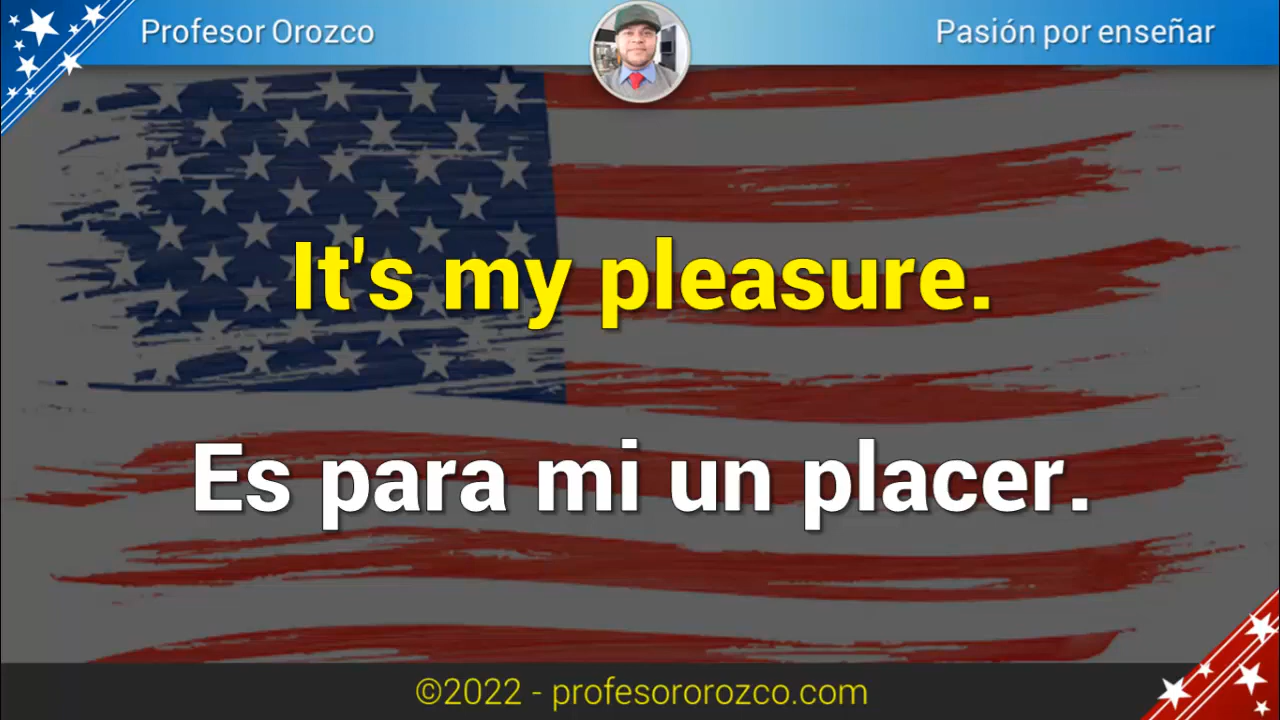 Profesor Orozco
Pasión por enseñar
It's my pleasure.
Es para mi un placer.
©2022 - profesororozco.com